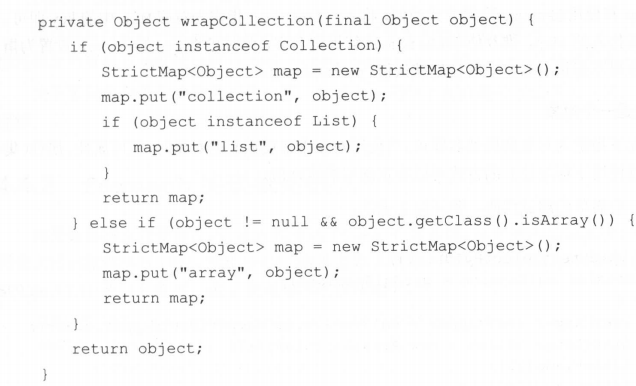 private Object wrapCollection(final Object object) {
if (object instanceof Collection) {
StrictMap<Object> map = new StrictMap<Object>();
map.put("collection", object);
if (object instanceof List) {
map.put("list", object);
}
return map;
} else if (object != null && object.getClass().isArray()) {
StrictMap<Object> map = new StrictMap<Object>();
map.put("array", object);
return map;
}
return object;
}